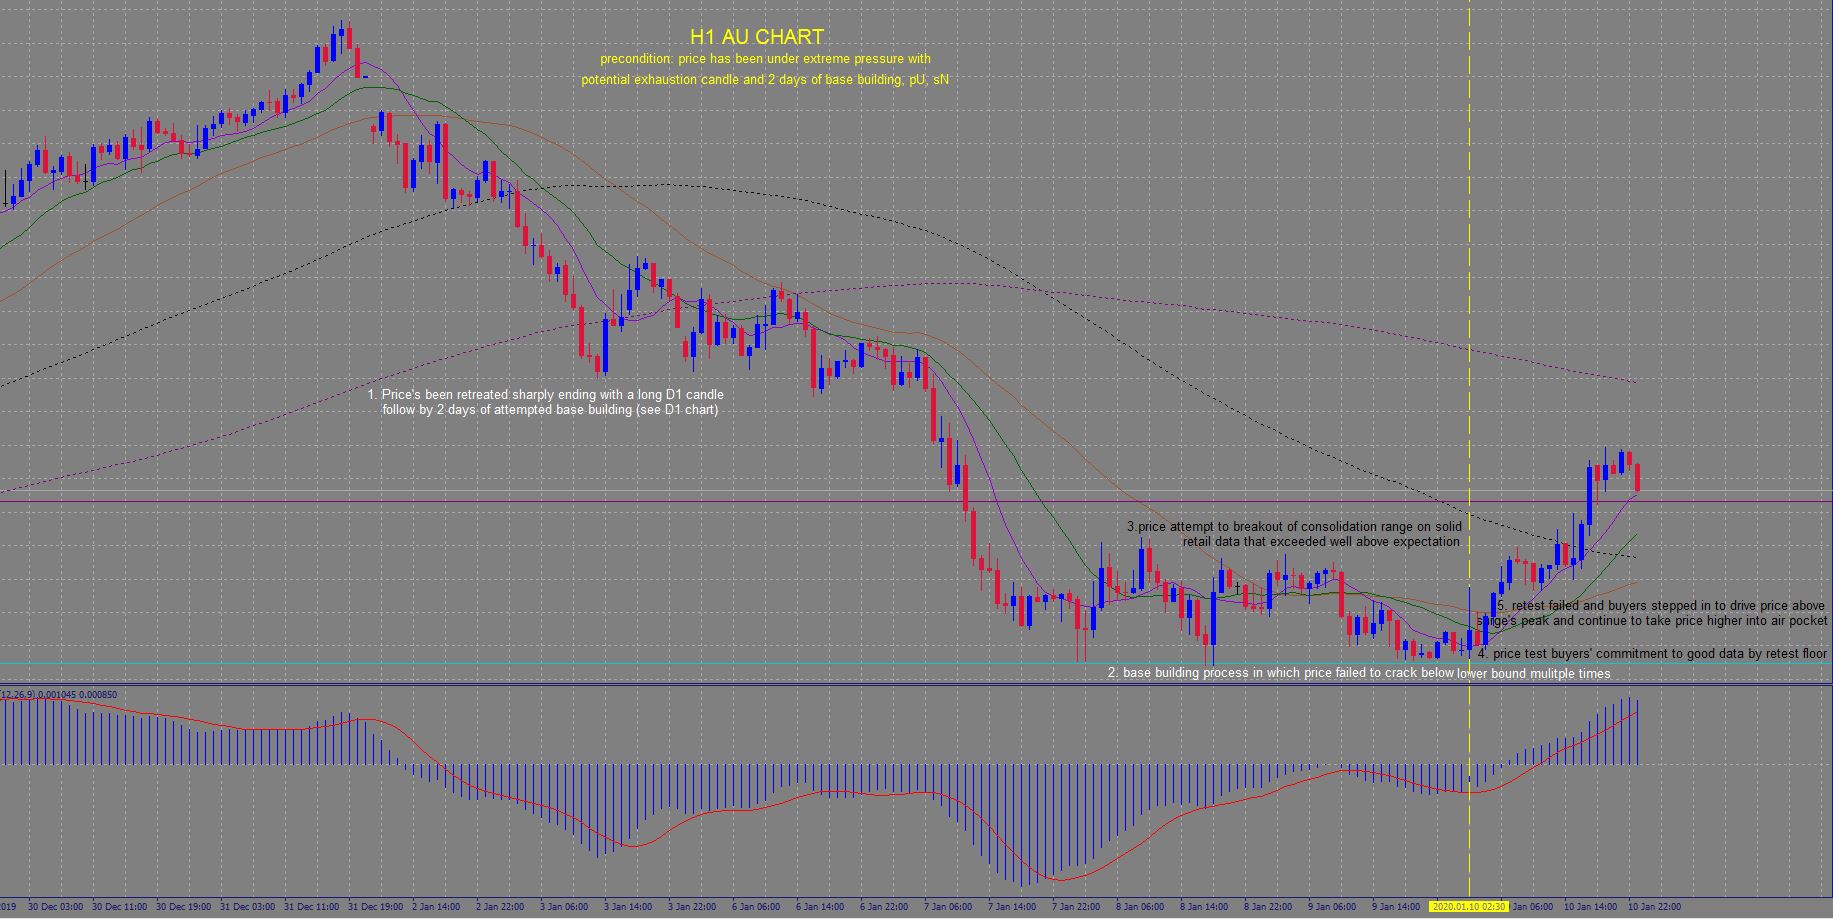 H1 AU CHART
precondition: price has been under extreme pressure with
potential exhaustion candle and 2 days of base building, pU, sN
1. Price's been retreated sharply ending with a long D1 candle
follow by 2 days of attempted base building (see D1 chart)
3.price attempt to breakout of consolidation range on solid
retail data that exceeded well above expectation
5. retest failed and buyers stepped in to drive price above
surge's peak and continue to take price higher into air pocket
4. price test buyers' commitment to good data by retest floor
2. base building process in which price failed to crack below lower bound mulitple times
(12,26,9) 0.001045 0.000850
2019 30 Dec 03:00 30 Dec 11:00 30 Dec 19:00 31 Dec 03:00 31 Dec 11:00 31 Dec 19:00 2 Jan 14:00 2 Jan 22:00 3 Jan 06:00 3 Jan 14:00 3 Jan 22:00 6 Jan 06:00 6 Jan 14:00 6 Jan 22:00 7 Jan 06:00 7 Jan 14:00 7 Jan 22:00 8 Jan 06:00 8 Jan 14:00 8 Jan 22:00 9 Jan 06:00 9 Jan 14:00 2020.01.10 02:30 Jan 06:00 10 Jan 14:00 10 Jan 22:00